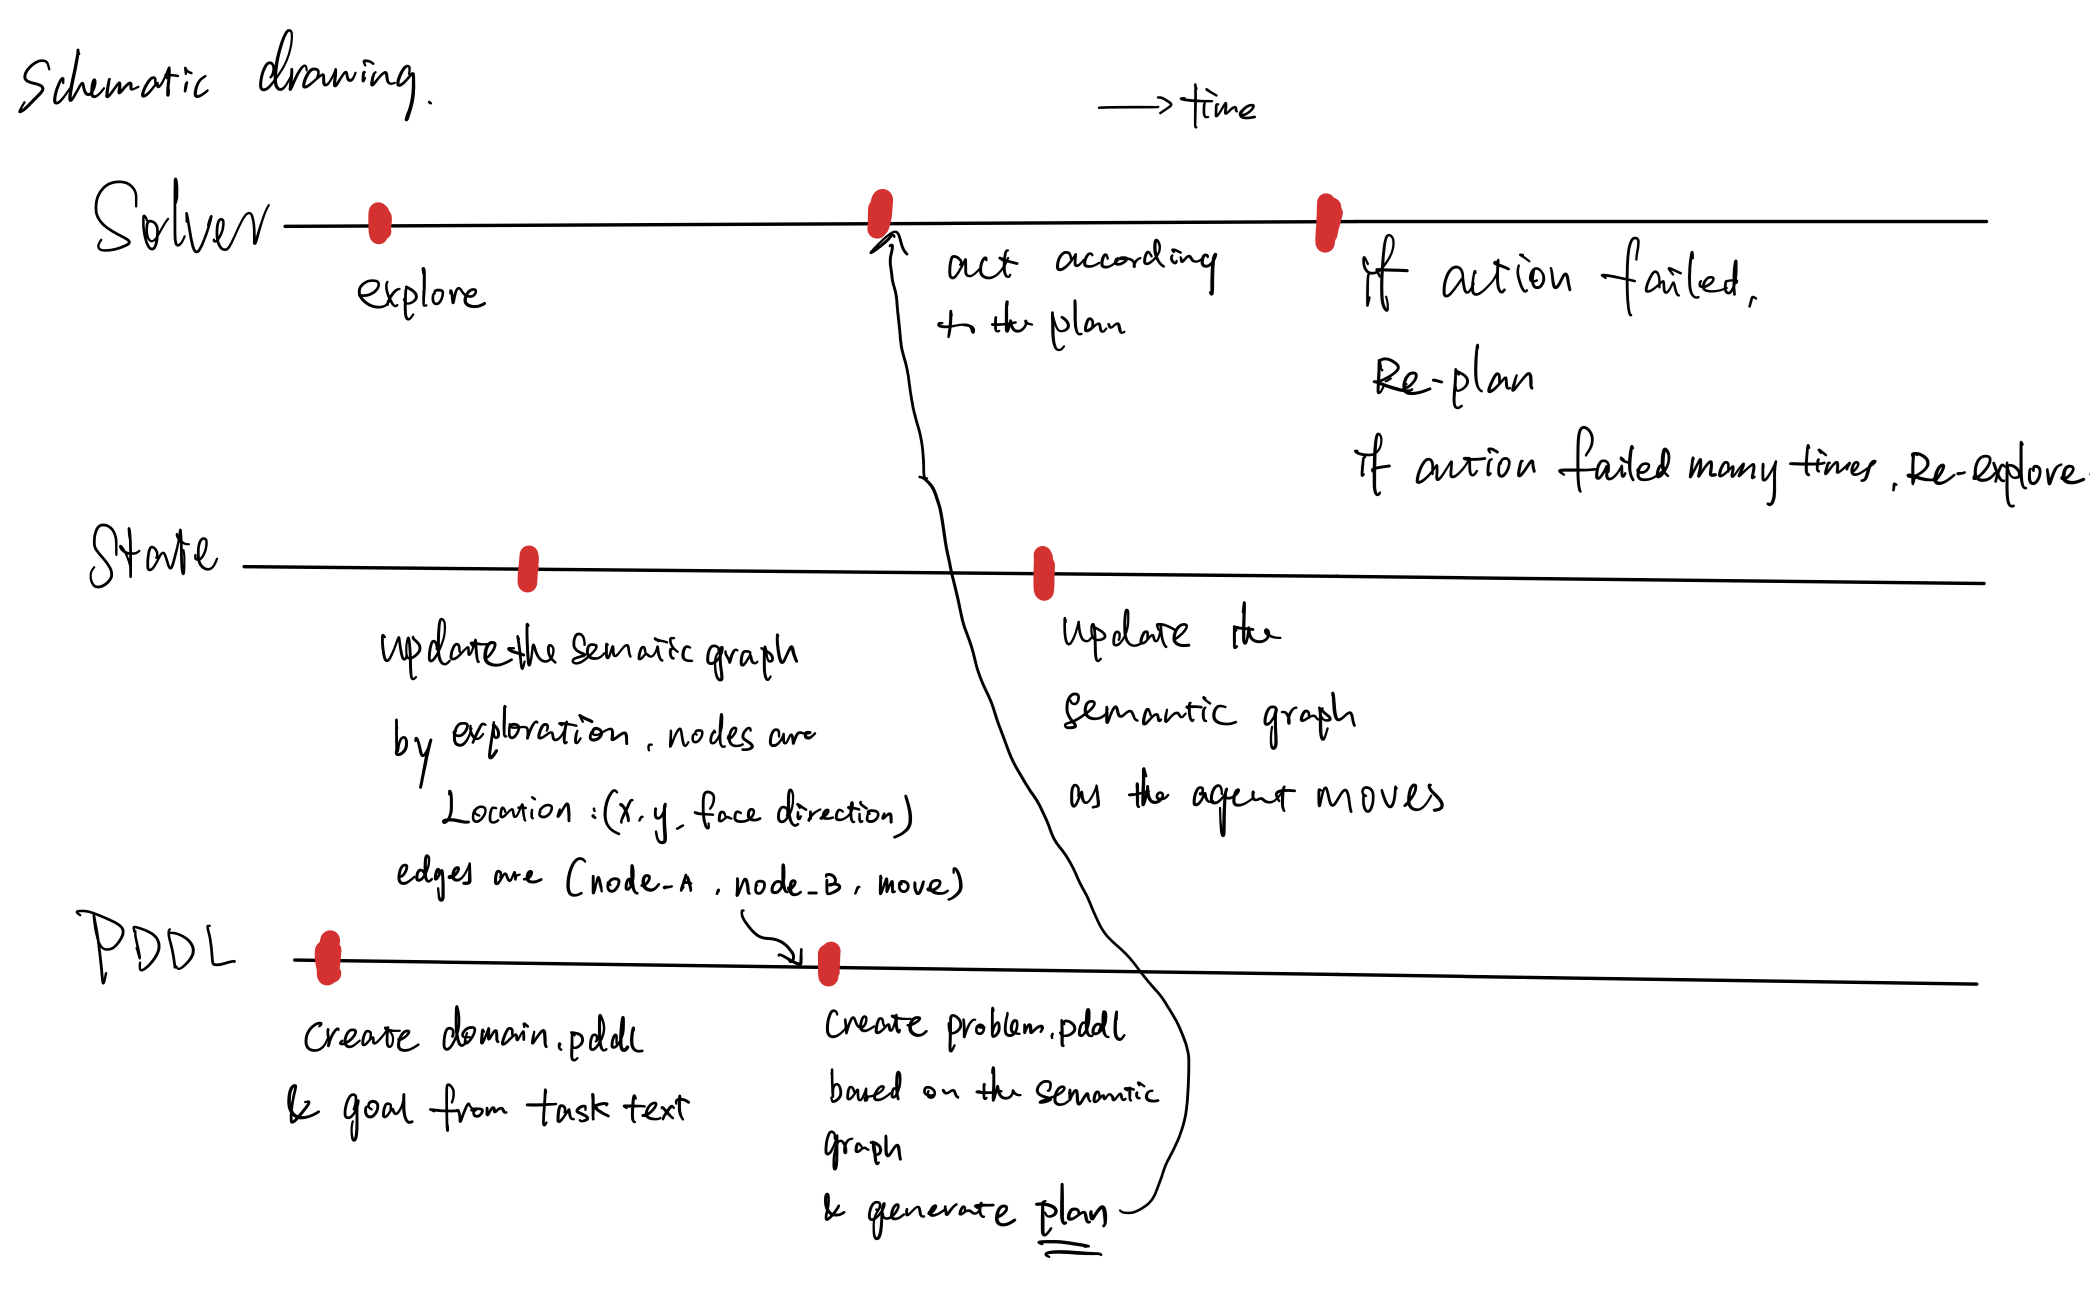 Schematic drawing.
→ time
Solver
explore
act according
to the plan
if action failed,
Re-plan
if action failed many times, Re-explore
State
update the sematic graph
by exploration, nodes are
Location : (x, y, face direction)
edges are (node_A, node_B, move)
update the
semantic graph
as the agent moves
PDDL
Create domain.pddl
& goal from task text
Create problem.pddl
based on the semantic
graph
& generate plan